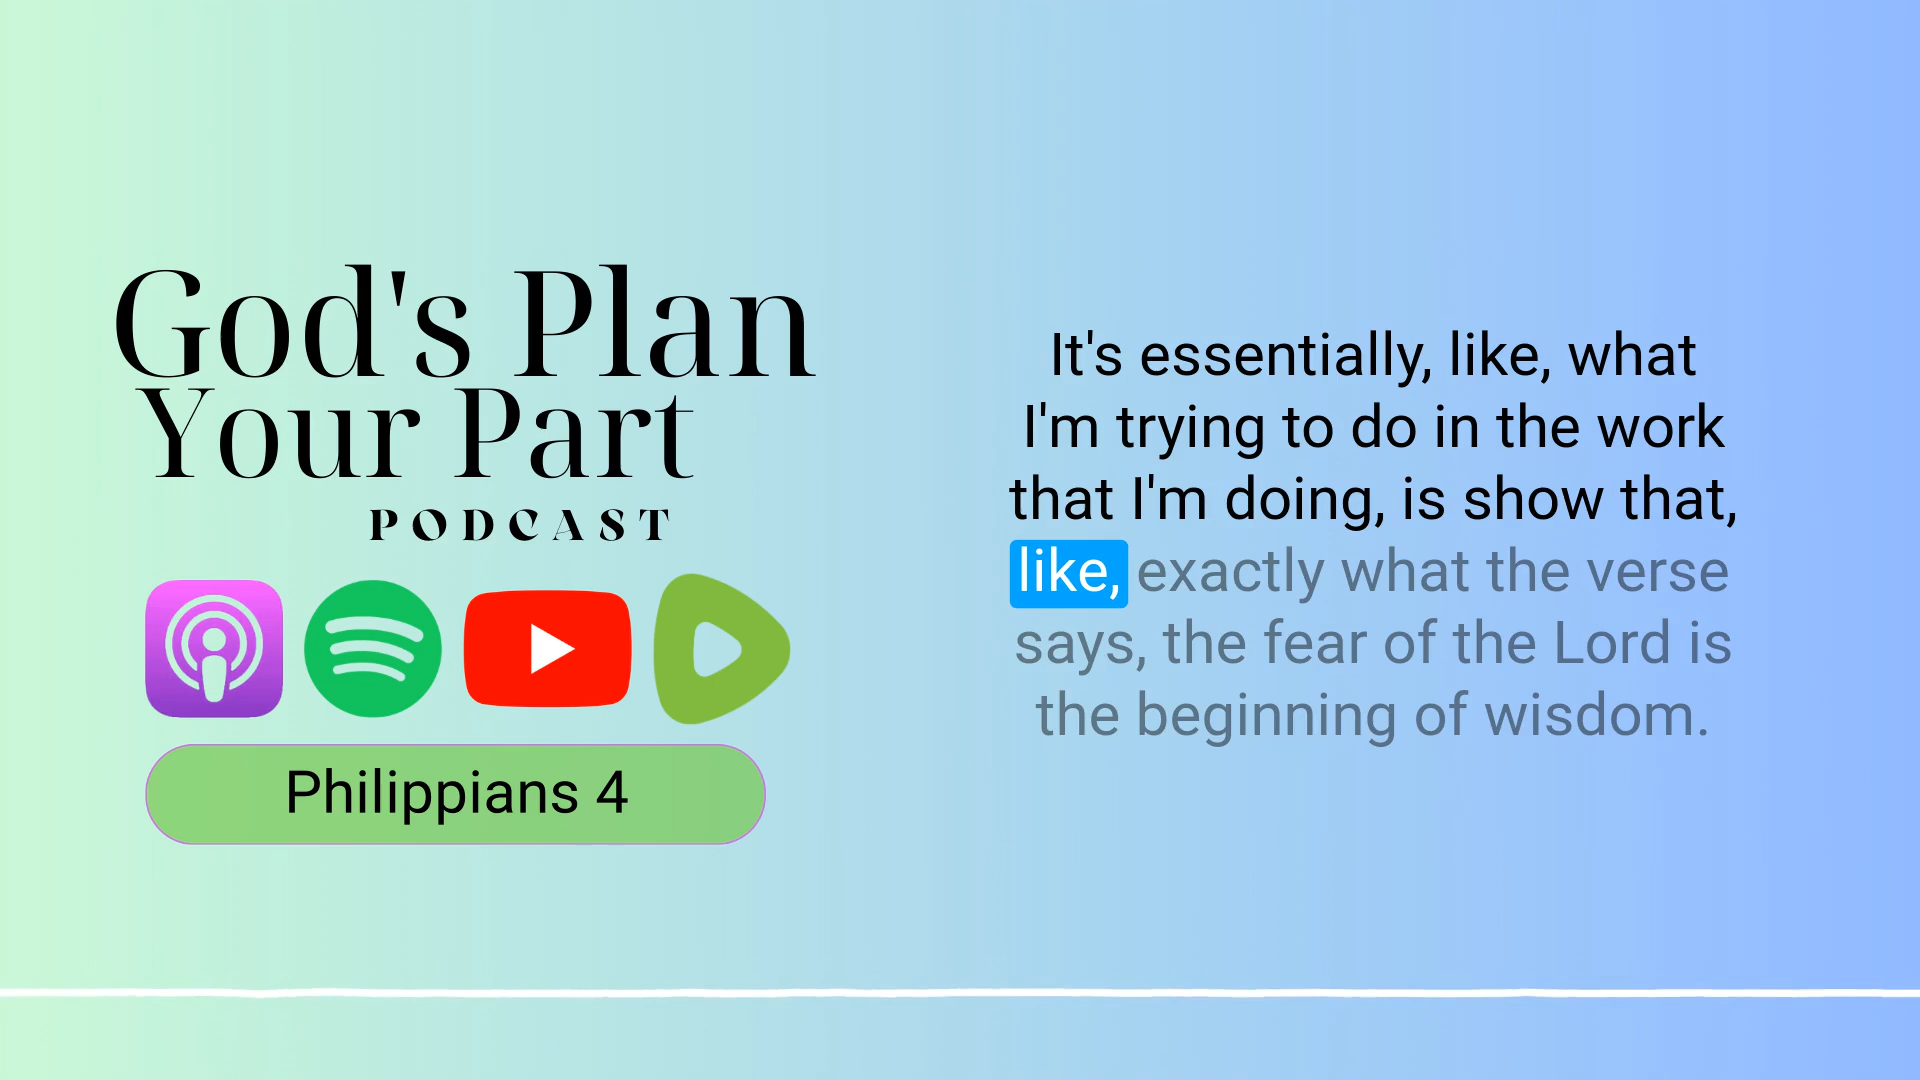 God's Plan
Your Part
PODCAST
Philippians 4
It's essentially, like, what
I'm trying to do in the work
that I'm doing, is show that,
like, exactly what the verse
says, the fear of the Lord is
the beginning of wisdom.